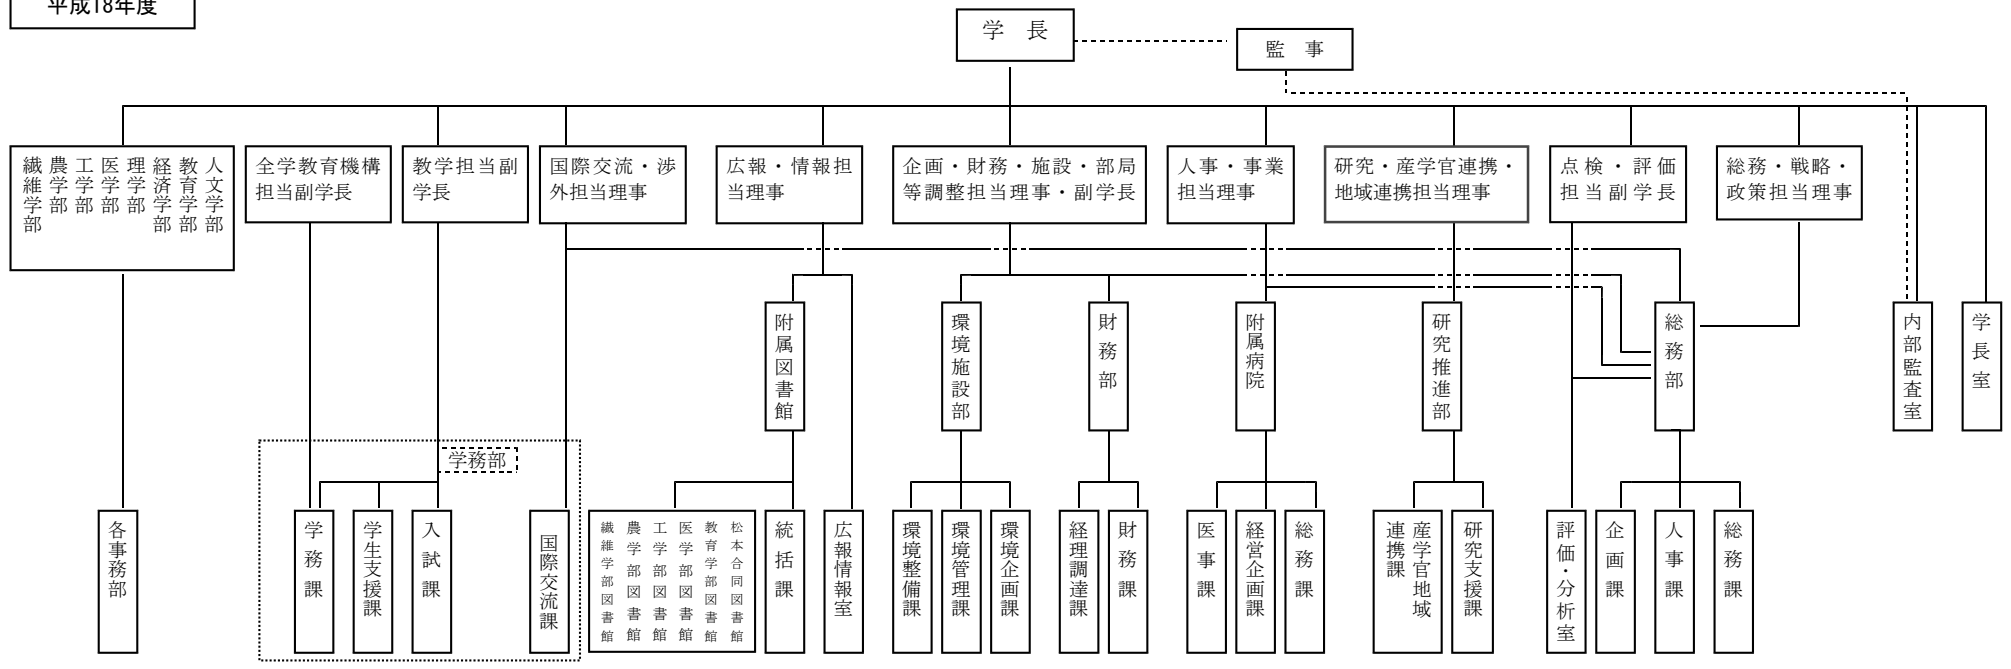 平成18年度
学　長
監　事
人文学部
教育学部
経済学部
理学部
医学部
工学部
農学部
繊維学部
全学教育機構
担当副学長
教学担当副
学長
国際交流・渉
外担当理事
広報・情報担
当理事
企画・財務・施設・部局
等調整担当理事・副学長
人事・事業
担当理事
研究・産学官連携・
地域連携担当理事
点検・評価
担当副学長
総務・戦略・
政策担当理事
附属図書館
環境施設部
財務部
附属病院
研究推進部
総務部
内部監査室
学長室
学務部
各事務部
学務課
学生支援課
入試課
国際交流課
松本合同図書館
教育学部図書館
医学部図書館
工学部図書館
農学部図書館
繊維学部図書館
統括課
広報情報室
環境整備課
環境管理課
環境企画課
経理調達課
財務課
医事課
経営企画課
総務課
産学官地域
連携課
研究支援課
評価・分析室
企画課
人事課
総務課